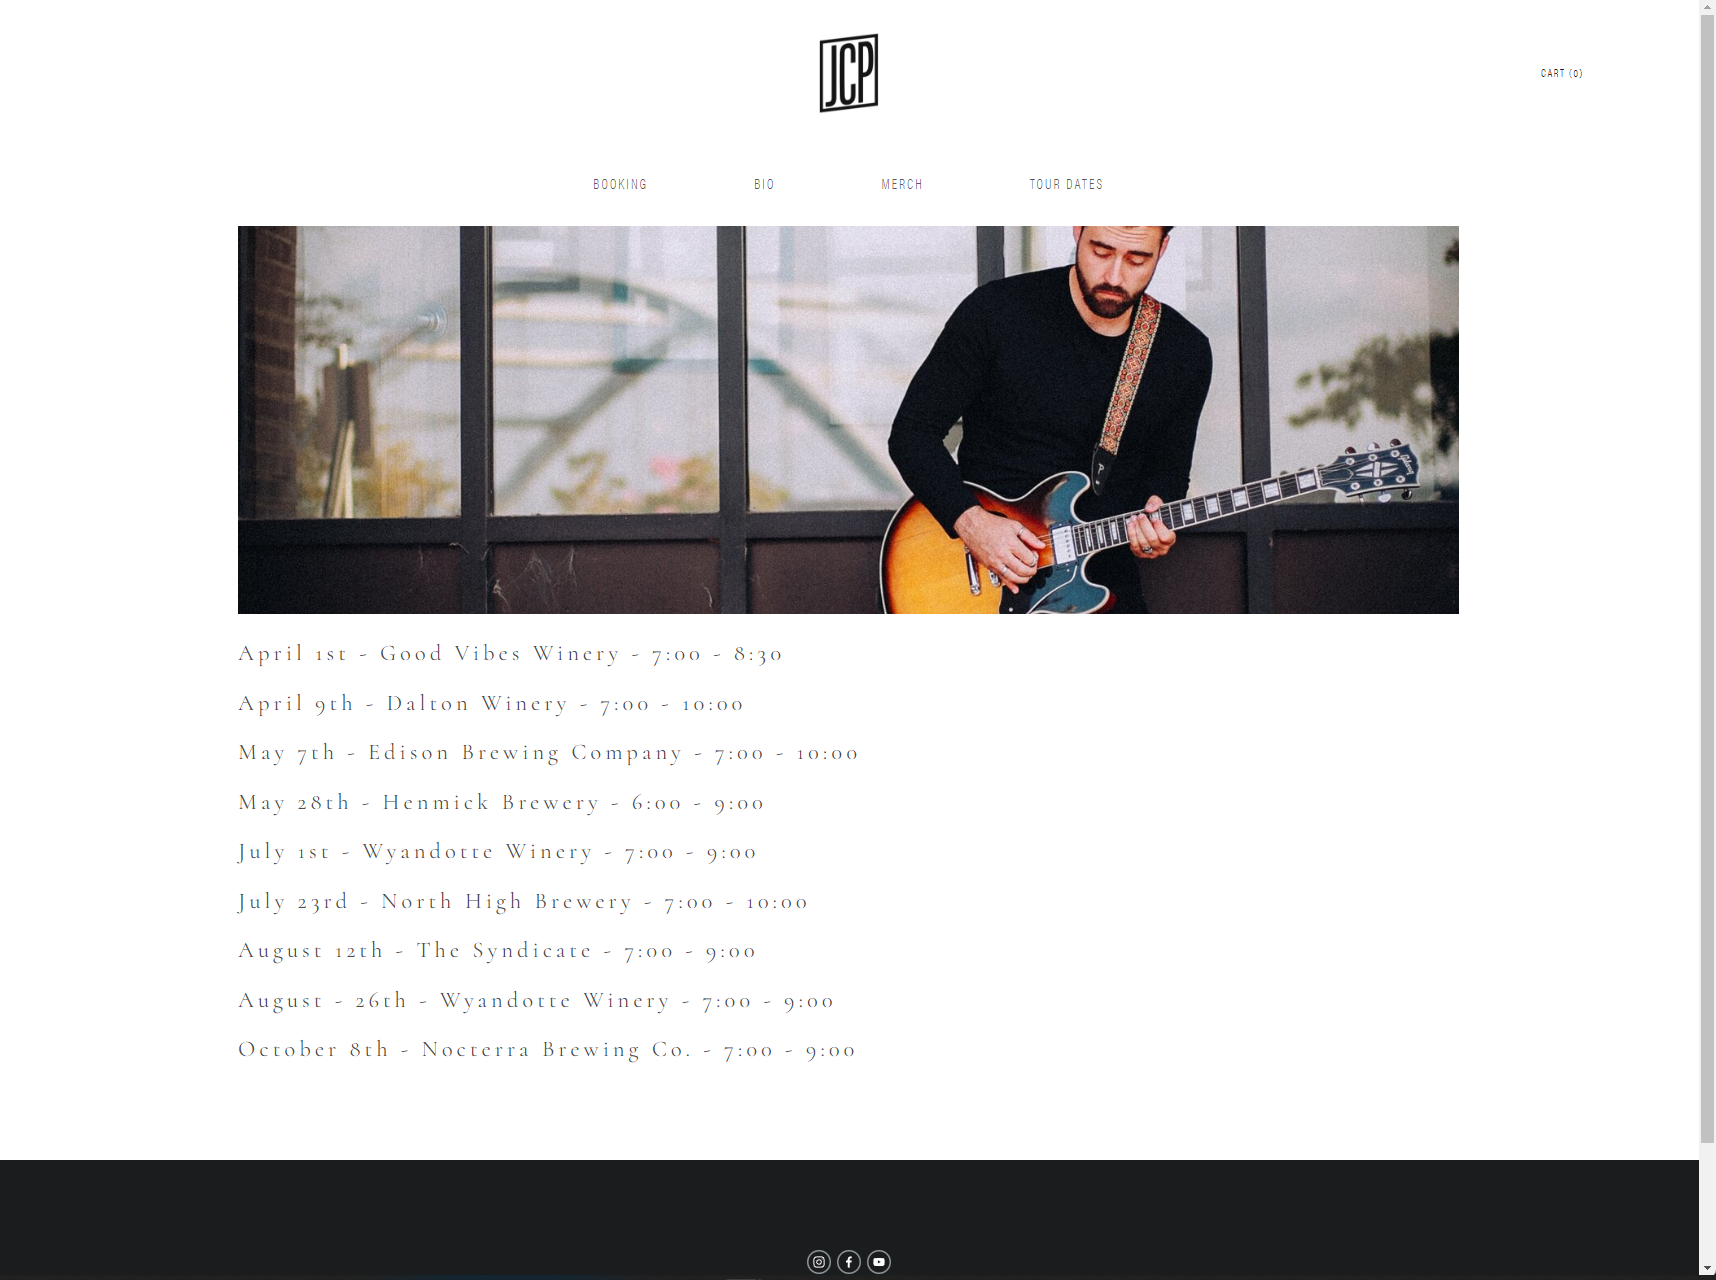 JCP
CART (0)
BOOKING BIO MERCH TOUR DATES
Gibson
April 1st - Good Vibes Winery - 7:00 - 8:30
April 9th - Dalton Winery - 7:00 - 10:00
May 7th - Edison Brewing Company - 7:00 - 10:00
May 28th - Henmick Brewery - 6:00 - 9:00
July 1st - Wyandotte Winery - 7:00 - 9:00
July 23rd - North High Brewery - 7:00 - 10:00
August 12th - The Syndicate - 7:00 - 9:00
August - 26th - Wyandotte Winery - 7:00 - 9:00
October 8th - Nocterra Brewing Co. - 7:00 - 9:00